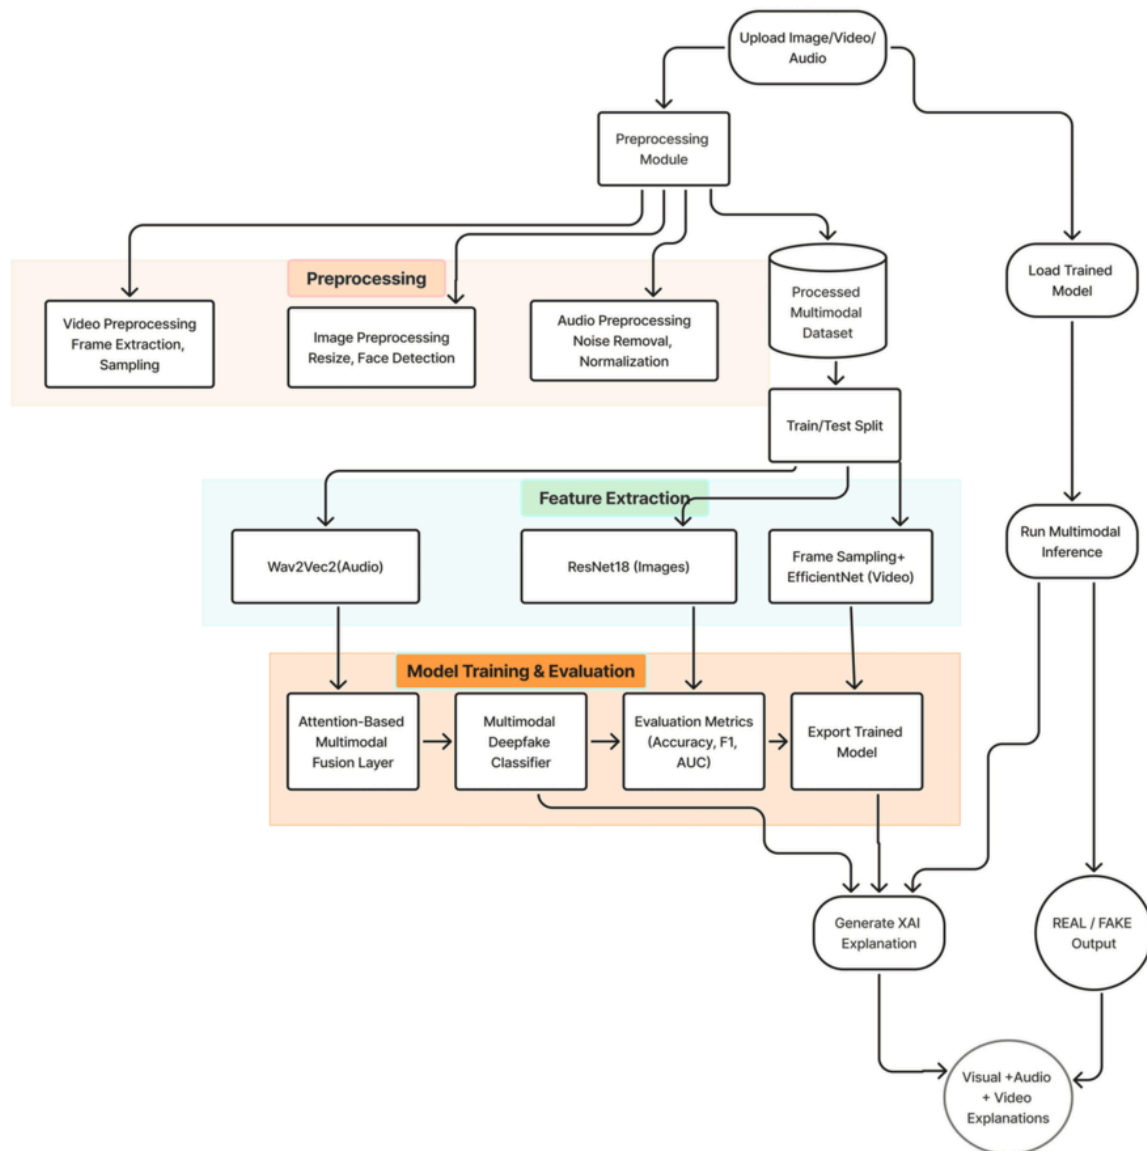 Upload Image/Video/
Audio
Preprocessing
Module
Preprocessing
Video Preprocessing
Frame Extraction,
Sampling
Image Preprocessing
Resize, Face Detection
Audio Preprocessing
Noise Removal,
Normalization
Processed
Multimodal
Dataset
Load Trained
Model
Train/Test Split
Feature Extraction
Wav2Vec2(Audio)
ResNet18 (Images)
Frame Sampling+
EfficientNet (Video)
Run Multimodal
Inference
Model Training & Evaluation
Attention-Based
Multimodal
Fusion Layer
Multimodal
Deepfake
Classifier
Evaluation Metrics
(Accuracy, F1,
AUC)
Export Trained
Model
Generate XAI
Explanation
REAL / FAKE
Output
Visual +Audio
+ Video
Explanations